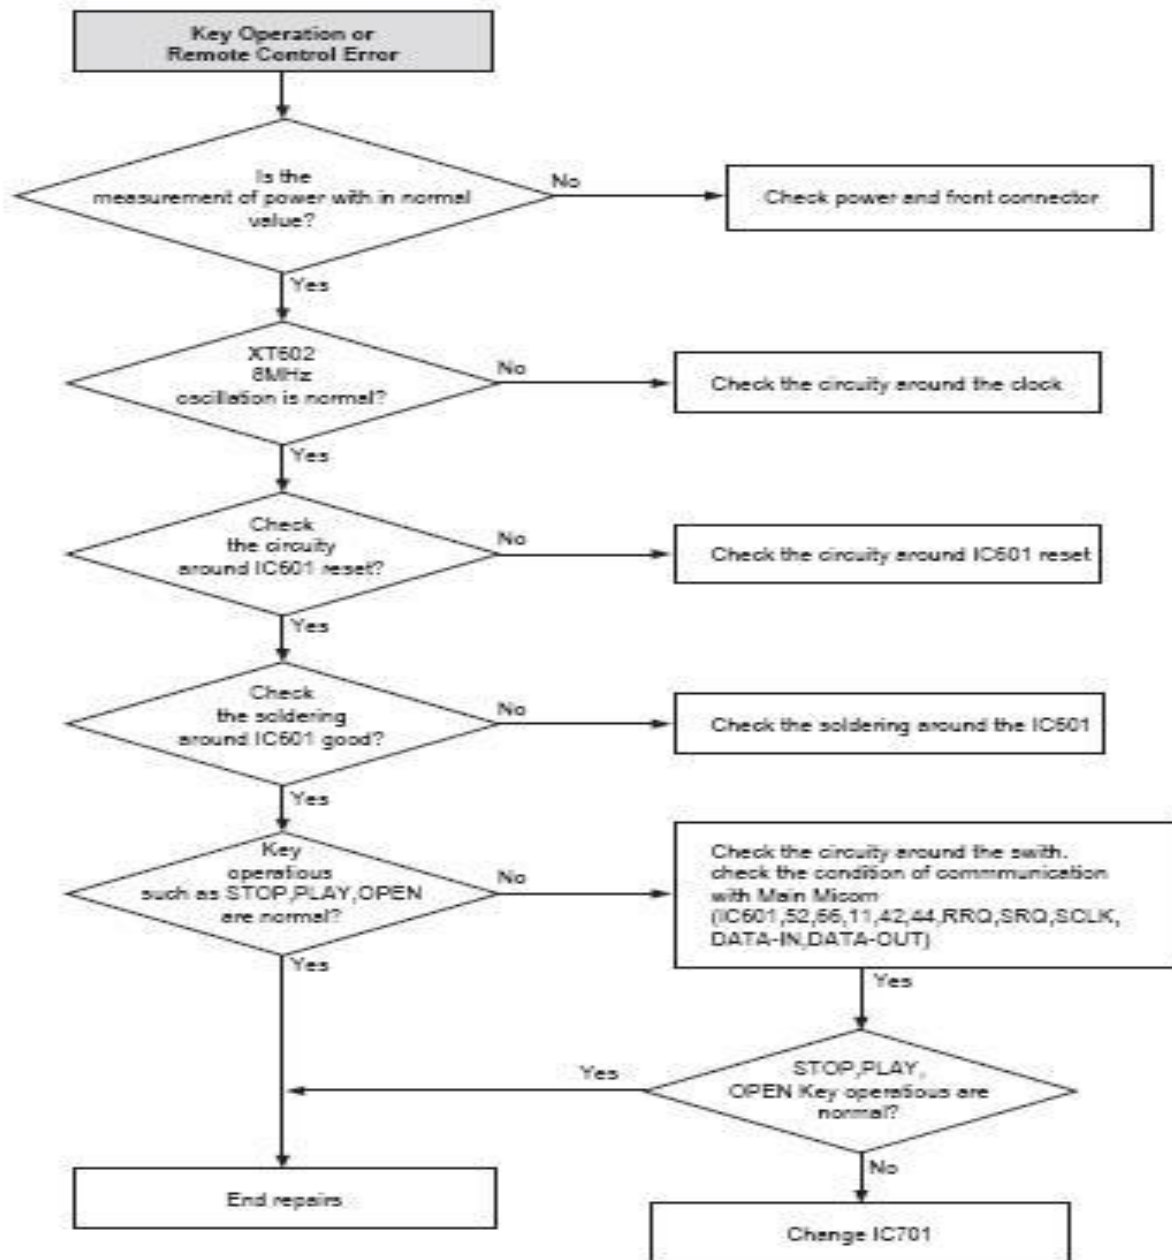 Key Operation or
Remote Control Error
Is the
measurement of power with in normal
value?
No
Check power and front connector
Yes
XT602
8MHz
oscillation is normal?
No
Check the circuity around the clock
Yes
Check
the circuity
around IC601 reset?
No
Check the circuity around IC601 reset
Yes
Check
the soldering
around IC601 good?
No
Check the soldering around the IC601
Yes
Key
operatious
such as STOP,PLAY,OPEN
are normal?
No
Check the circuity around the swith.
check the condition of commmunication
with Main Micom
(IC601,52,66,11,42,44,RRQ,SRQ,SCLK,
DATA-IN,DATA-OUT)
Yes
Yes
STOP,PLAY,
OPEN Key operatious are
normal?
Yes
No
End repairs
Change IC701